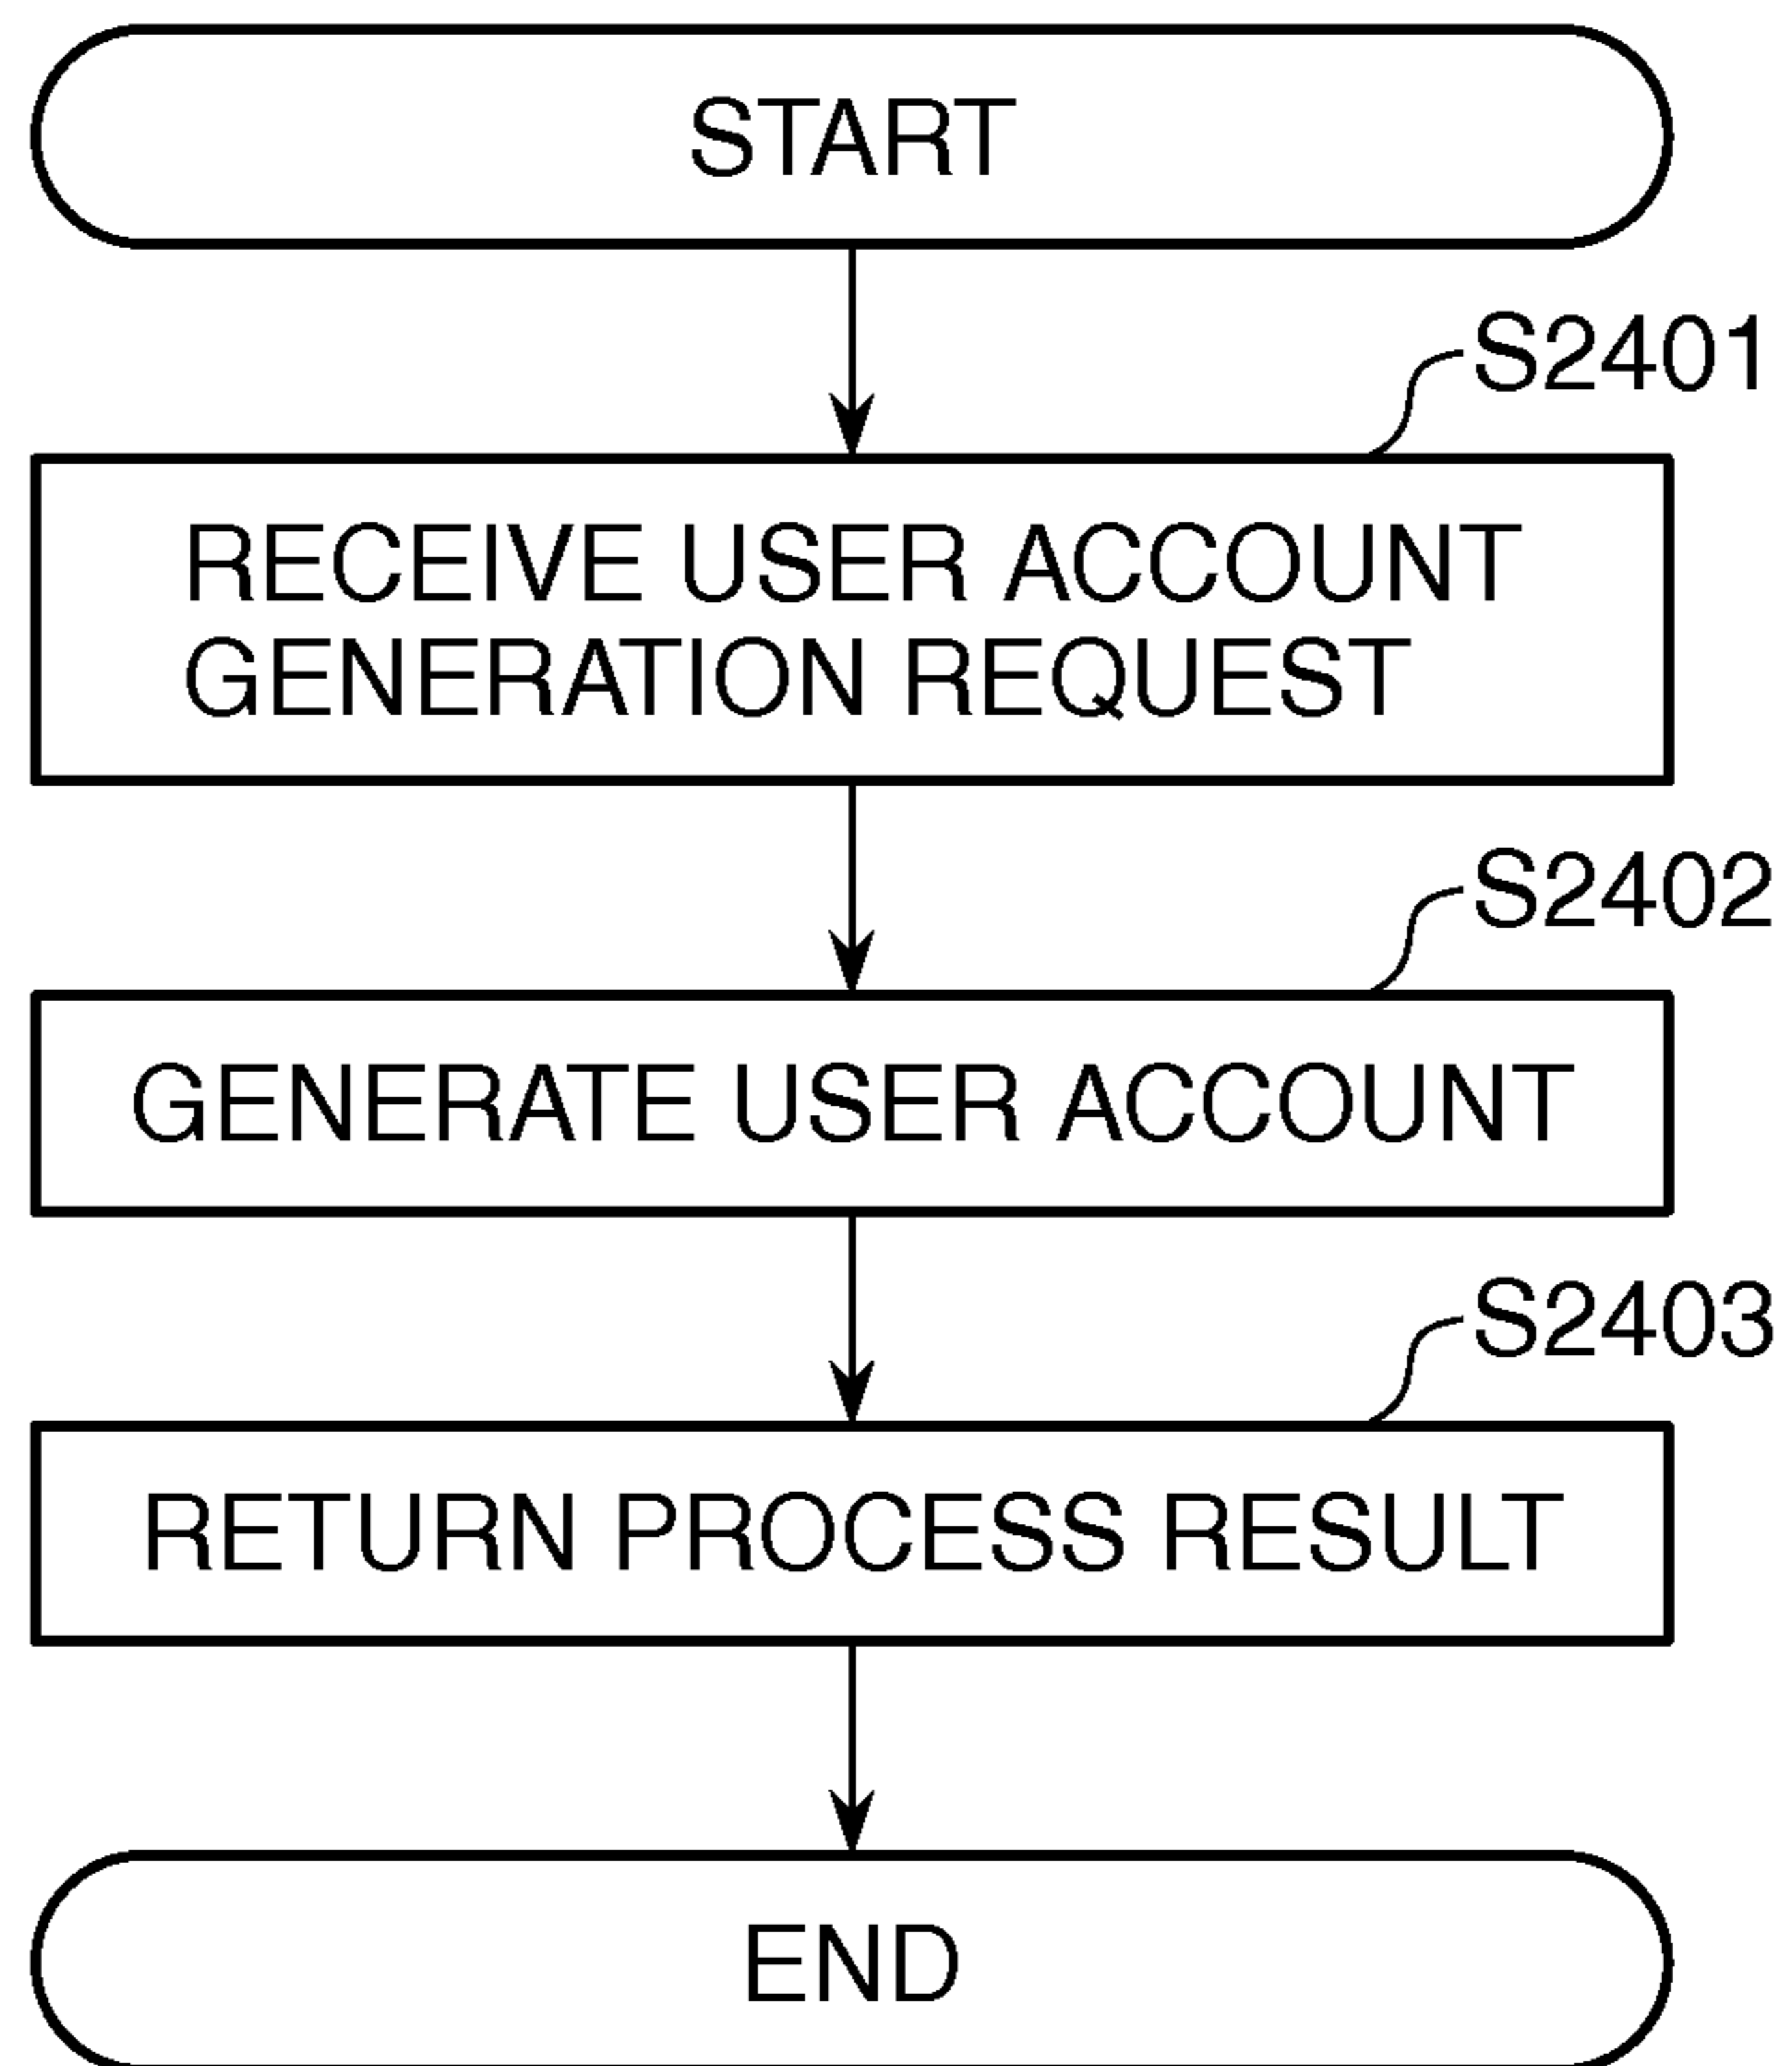 START
S2401
RECEIVE USER ACCOUNT
GENERATION REQUEST
S2402
GENERATE USER ACCOUNT
S2403
RETURN PROCESS RESULT
END